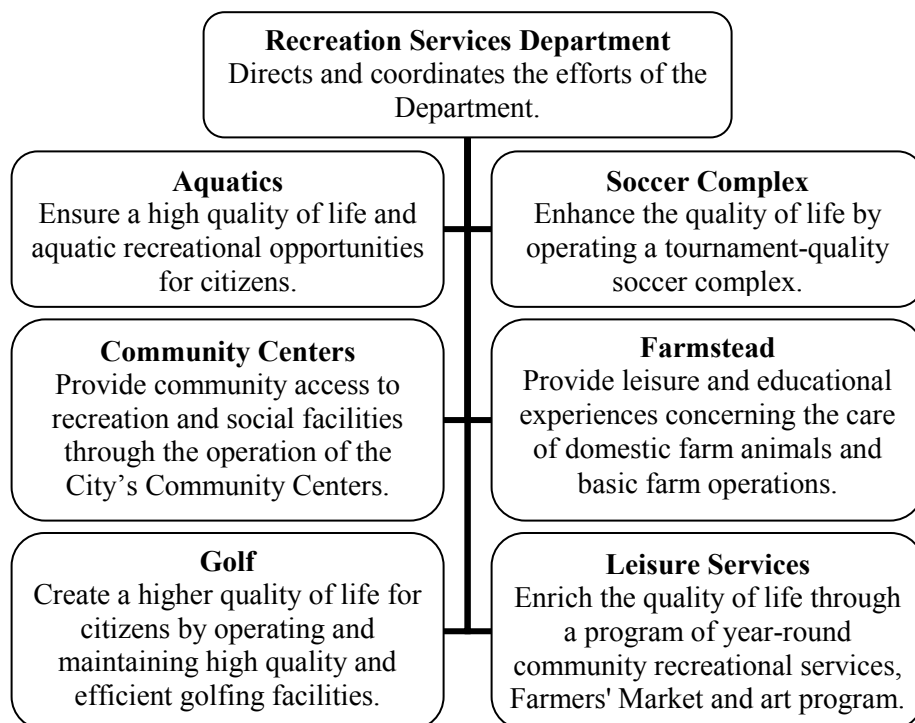 Recreation Services Department
Directs and coordinates the efforts of the
Department.
Aquatics
Ensure a high quality of life and
aquatic recreational opportunities
for citizens.
Soccer Complex
Enhance the quality of life by
operating a tournament-quality
soccer complex.
Community Centers
Provide community access to
recreation and social facilities
through the operation of the
City's Community Centers.
Farmstead
Provide leisure and educational
experiences concerning the care
of domestic farm animals and
basic farm operations.
Golf
Create a higher quality of life for
citizens by operating and
maintaining high quality and
efficient golfing facilities.
Leisure Services
Enrich the quality of life through
a program of year-round
community recreational services,
Farmers' Market and art program.